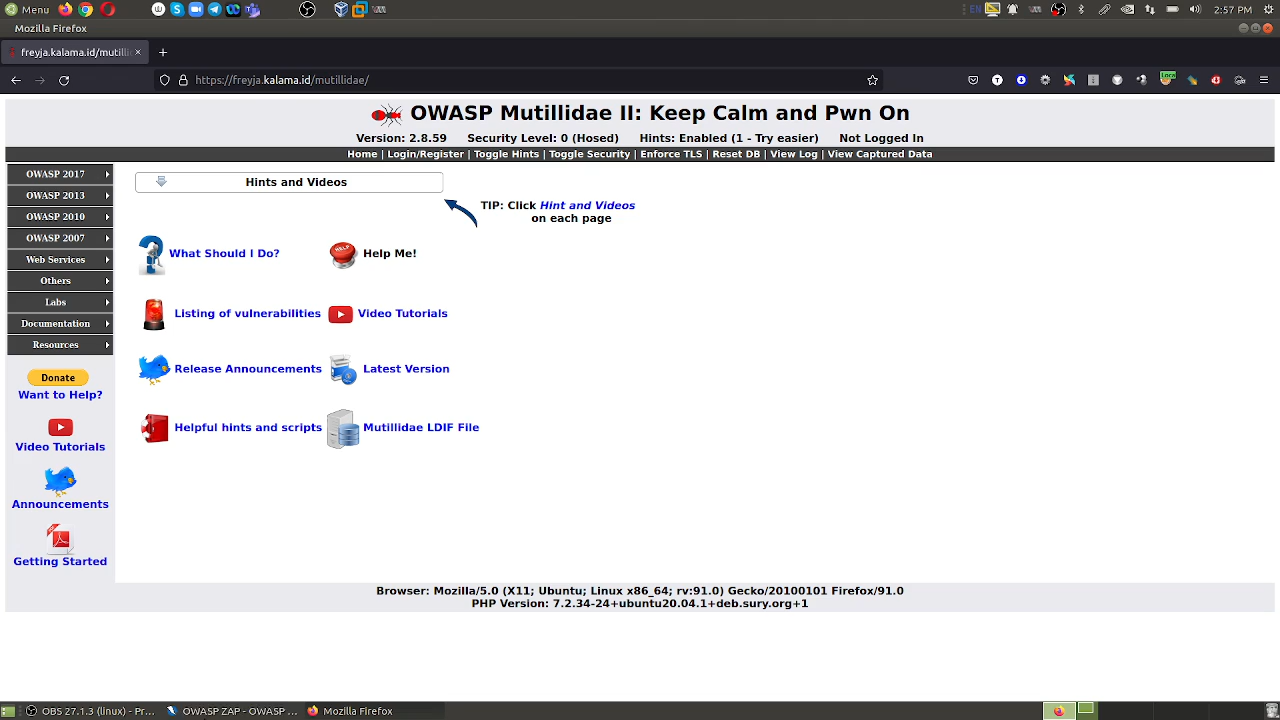 Menu
EN
2:57 PM
Mozilla Firefox
freyja.kalama.id/mutilli
https://freyja.kalama.id/mutillidae/
Local
OWASP Mutillidae II: Keep Calm and Pwn On
Version: 2.8.59 Security Level: 0 (Hosed) Hints: Enabled (1 - Try easier) Not Logged In
Home | Login/Register | Toggle Hints | Toggle Security | Enforce TLS | Reset DB | View Log | View Captured Data
OWASP 2017
OWASP 2013
OWASP 2010
OWASP 2007
Web Services
Others
Labs
Documentation
Resources
Donate
Want to Help?
Video Tutorials
Announcements
Getting Started
Hints and Videos
TIP: Click Hint and Videos
on each page
What Should I Do?
HELP
Help Me!
Listing of vulnerabilities
Video Tutorials
Release Announcements
Latest Version
Helpful hints and scripts
Mutillidae LDIF File
Browser: Mozilla/5.0 (X11; Ubuntu; Linux x86_64; rv:91.0) Gecko/20100101 Firefox/91.0
PHP Version: 7.2.34-24+ubuntu20.04.1+deb.sury.org+1
OBS 27.1.3 (linux) - Pr...
OWASP ZAP - OWASP ...
Mozilla Firefox